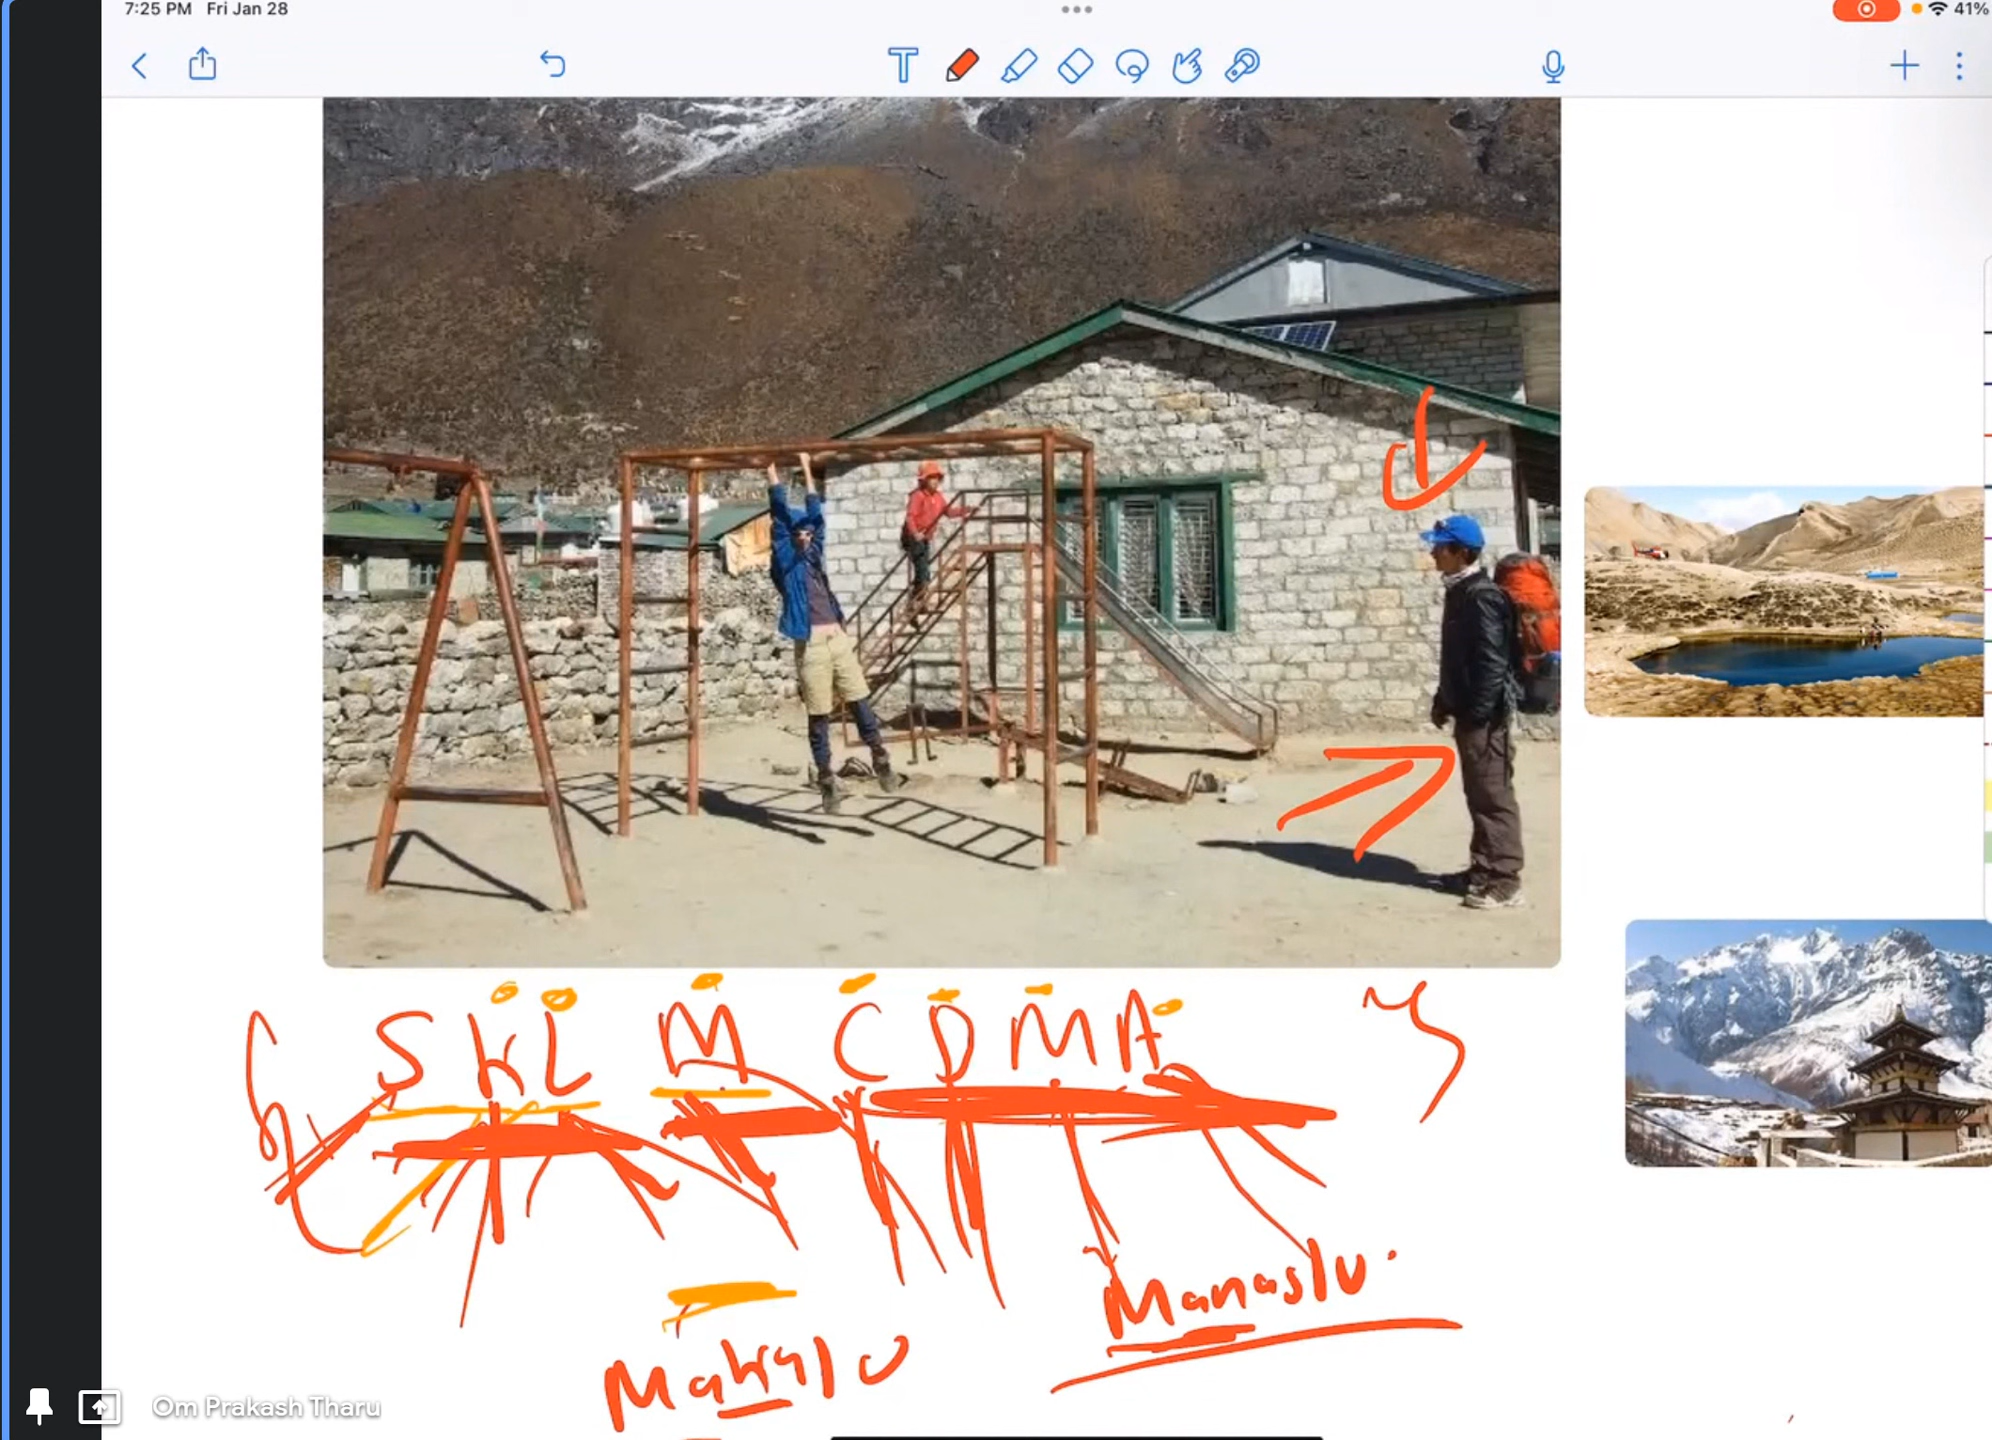 7:25 PM Fri Jan 28
41%
S K L M C D M A
Manaslu.
Makalu
Om Prakash Tharu